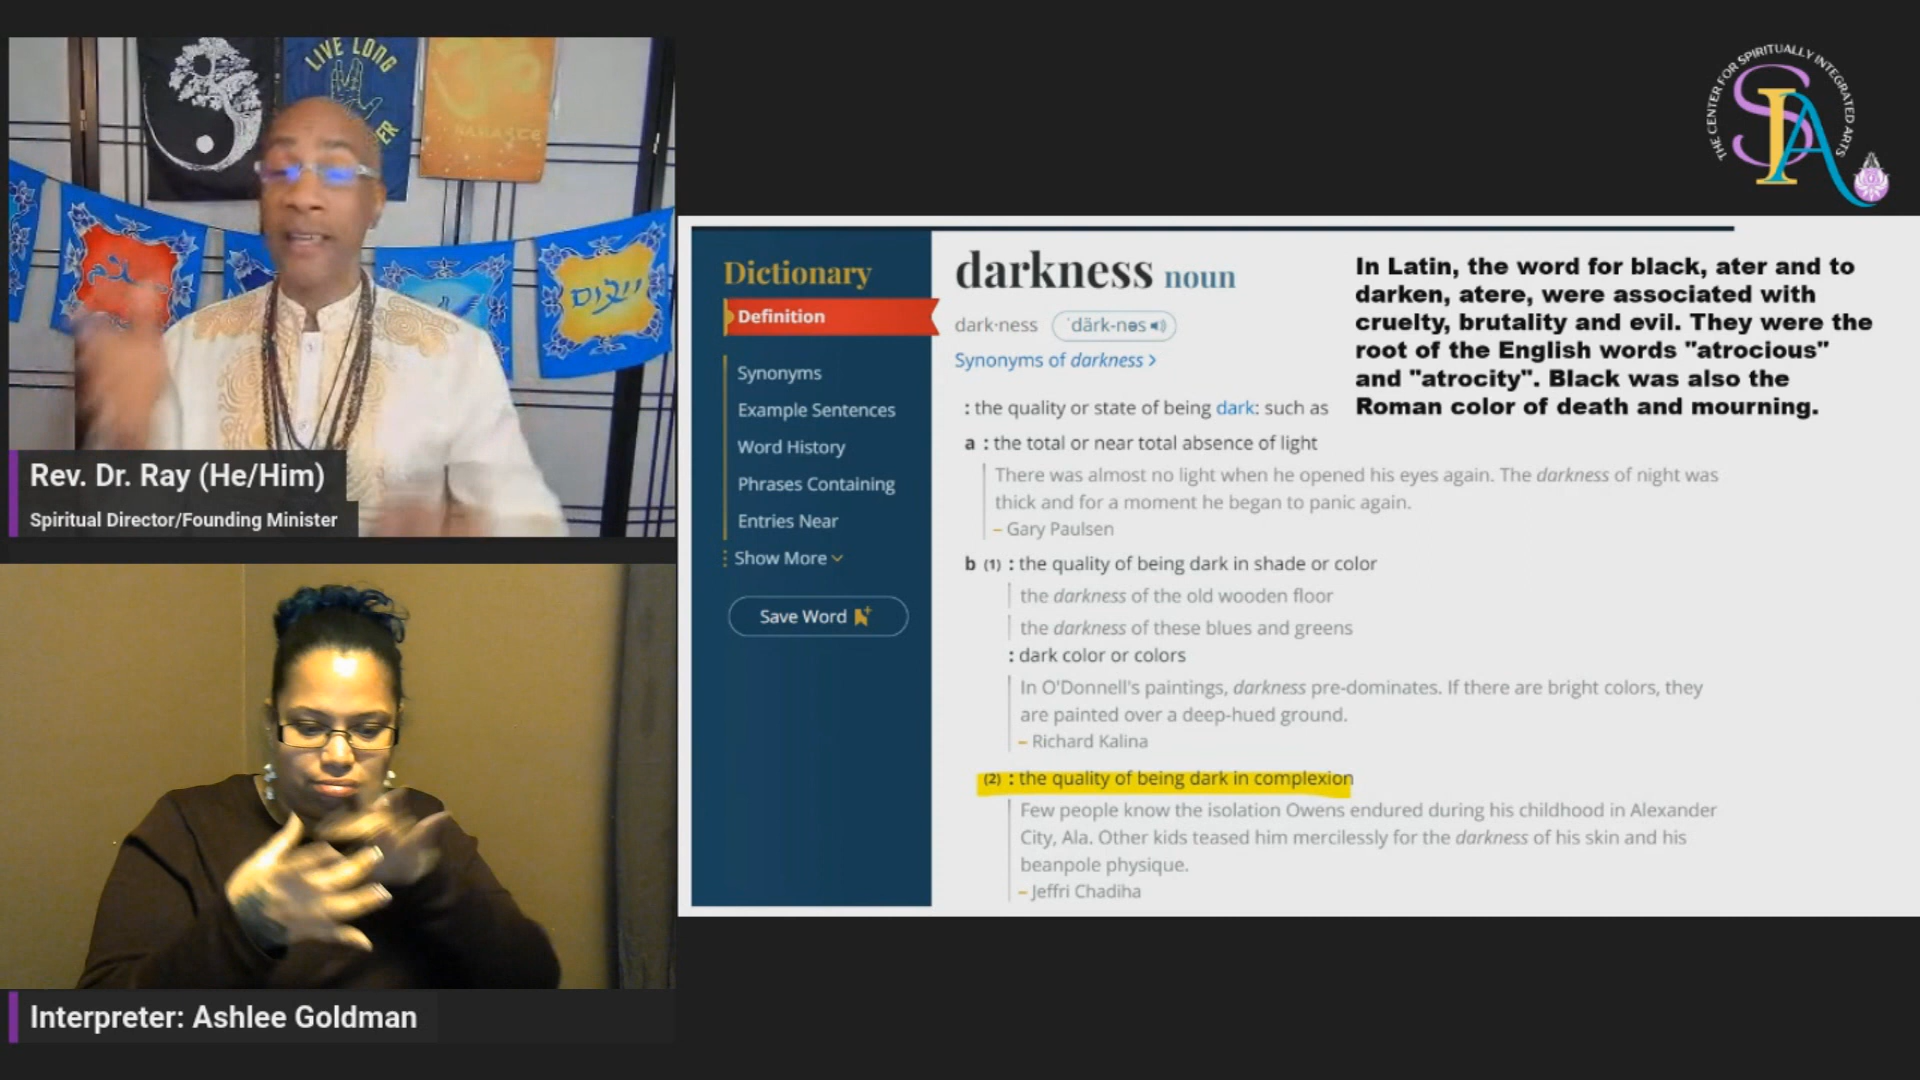 LIVE LONG
ER
NAMASTE
Rev. Dr. Ray (He/Him)
Spiritual Director/Founding Minister
Interpreter: Ashlee Goldman
THE CENTER FOR SPIRITUALLY INTEGRATED ARTS
SIA
Dictionary
Definition
Synonyms
Example Sentences
Word History
Phrases Containing
Entries Near
Show More
Save Word
darkness noun
dark·ness ˈdärk-nəs
Synonyms of darkness >
: the quality or state of being dark: such as
a : the total or near total absence of light
There was almost no light when he opened his eyes again. The darkness of night was
thick and for a moment he began to panic again.
– Gary Paulsen
b (1) : the quality of being dark in shade or color
the darkness of the old wooden floor
the darkness of these blues and greens
: dark color or colors
In O'Donnell's paintings, darkness pre-dominates. If there are bright colors, they
are painted over a deep-hued ground.
– Richard Kalina
(2) : the quality of being dark in complexion
Few people know the isolation Owens endured during his childhood in Alexander
City, Ala. Other kids teased him mercilessly for the darkness of his skin and his
beanpole physique.
– Jeffri Chadiha
In Latin, the word for black, ater and to
darken, atere, were associated with
cruelty, brutality and evil. They were the
root of the English words "atrocious"
and "atrocity". Black was also the
Roman color of death and mourning.